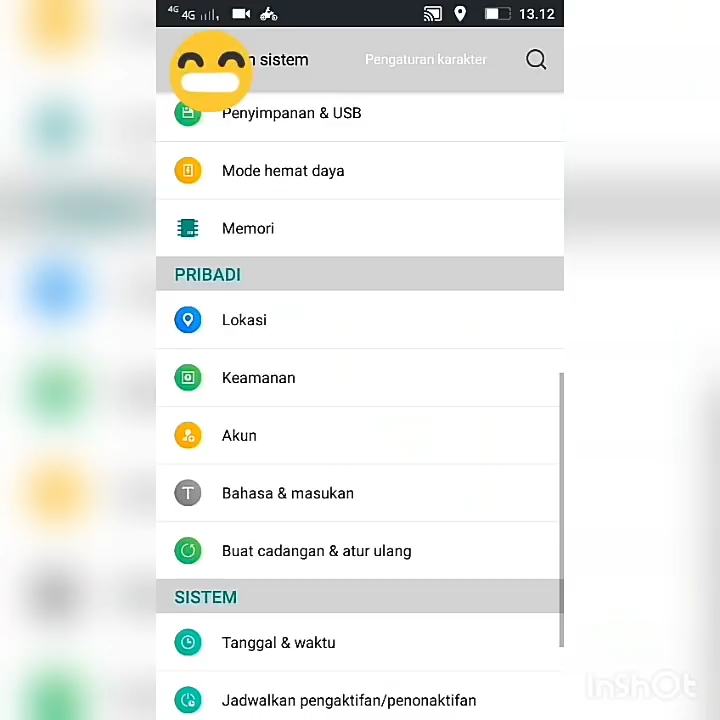 4G 4G 13.12
sistem Pengaturan karakter
Penyimpanan & USB
Mode hemat daya
Memori
PRIBADI
Lokasi
Keamanan
Akun
Bahasa & masukan
Buat cadangan & atur ulang
SISTEM
Tanggal & waktu
Jadwalkan pengaktifan/penonaktifan
InShOt